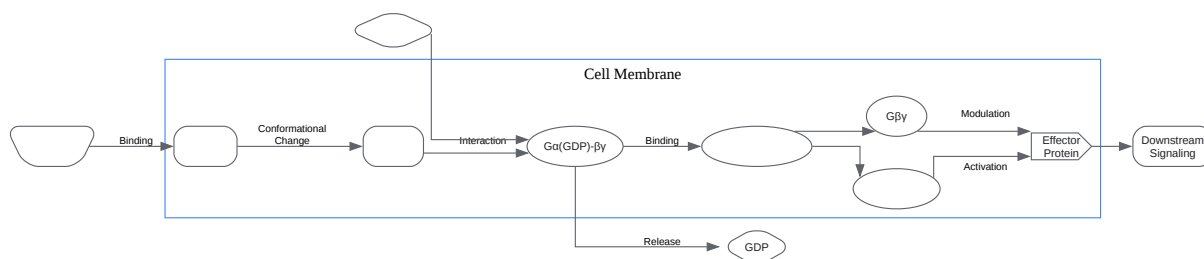 Cell Membrane
Binding
Conformational
Change
Interaction
Gα(GDP)-βγ
Binding
Gβγ
Modulation
Activation
Effector
Protein
Downstream
Signaling
Release
GDP